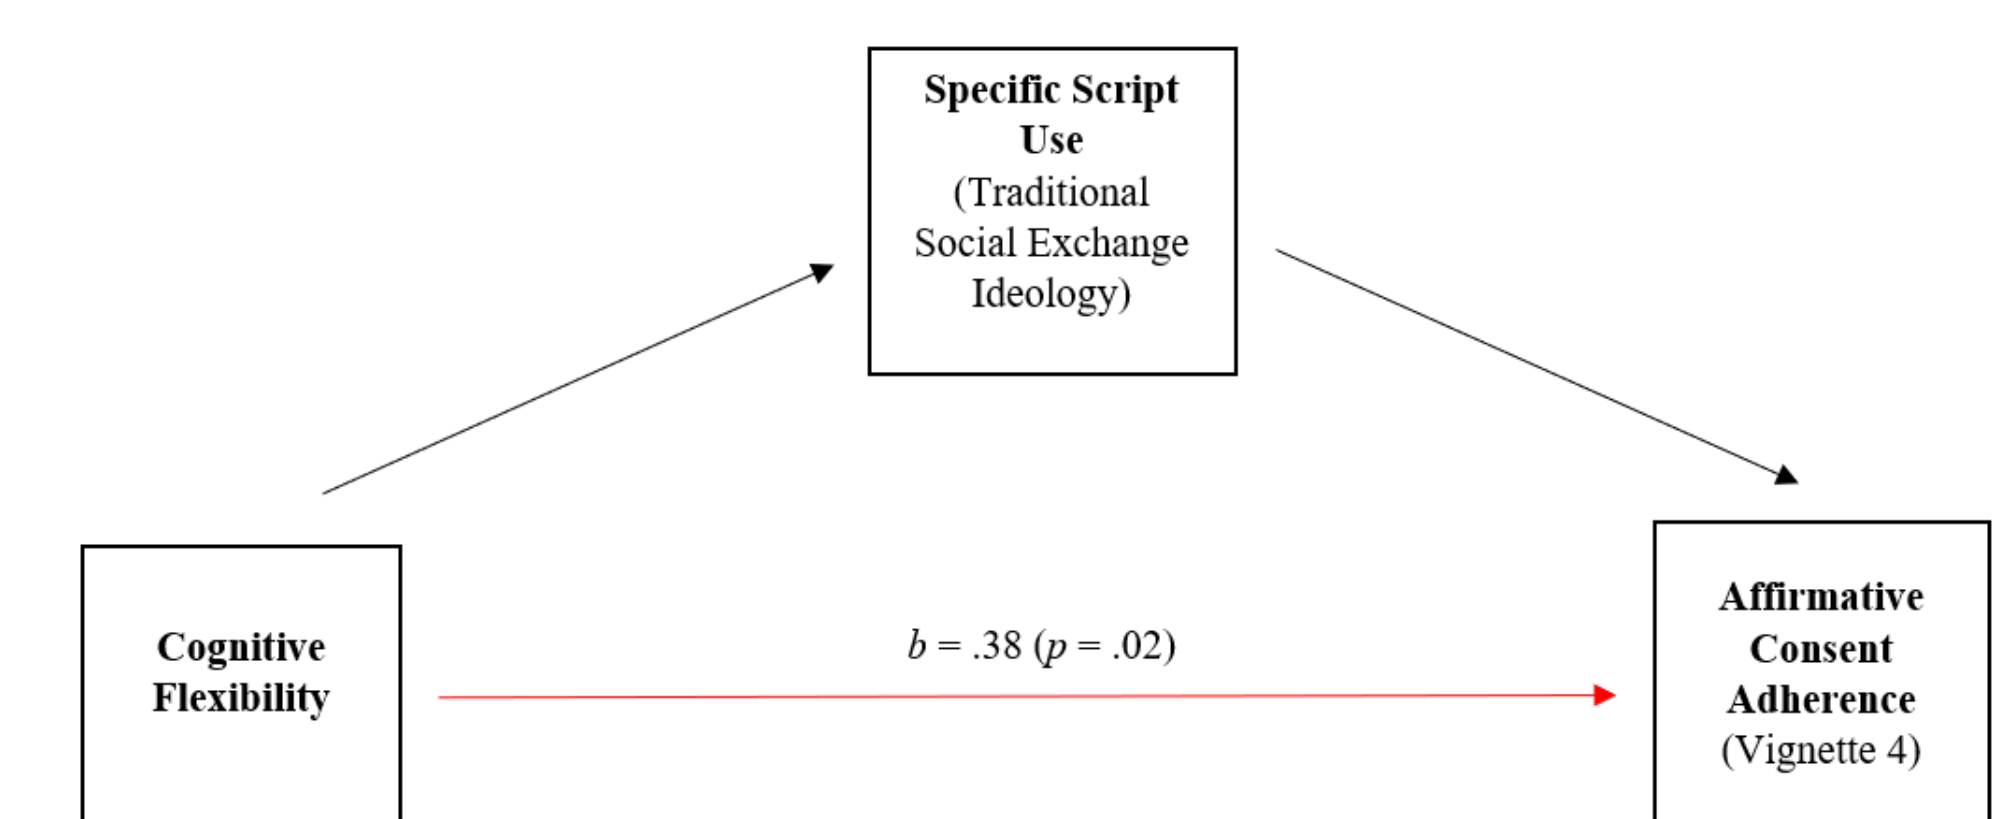 Specific Script
Use
(Traditional
Social Exchange
Ideology)
b = .38 (p = .02)
Cognitive
Flexibility
Affirmative
Consent
Adherence
(Vignette 4)